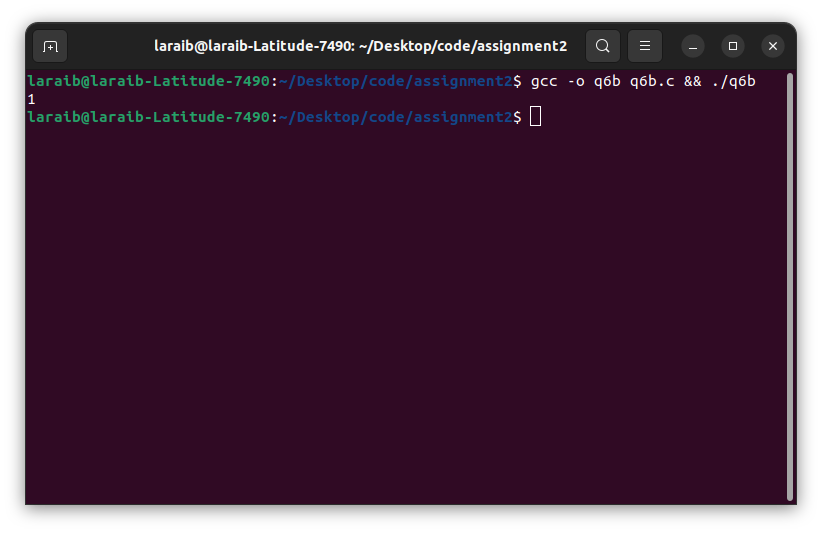 laraib@laraib-Latitude-7490: ~/Desktop/code/assignment2
laraib@laraib-Latitude-7490:~/Desktop/code/assignment2$ gcc -o q6b q6b.c && ./q6b
1
laraib@laraib-Latitude-7490:~/Desktop/code/assignment2$